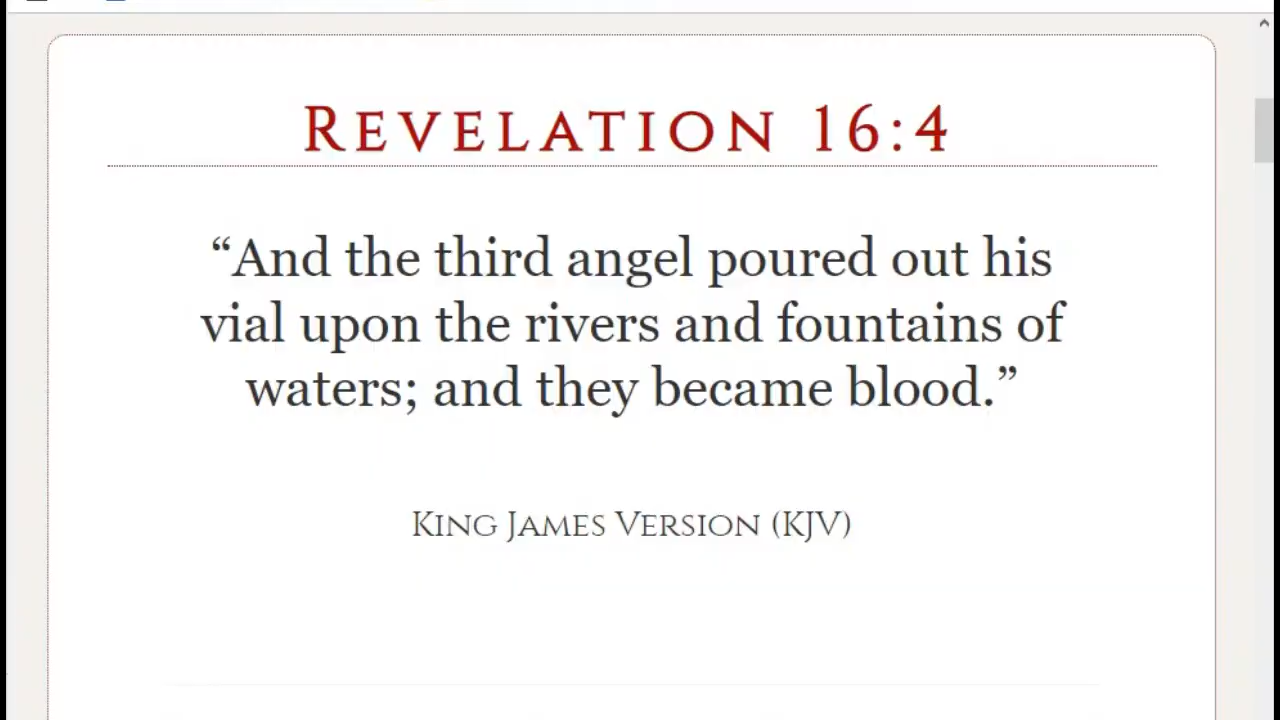 Revelation 16:4
“And the third angel poured out his
vial upon the rivers and fountains of
waters; and they became blood.”
King James Version (KJV)